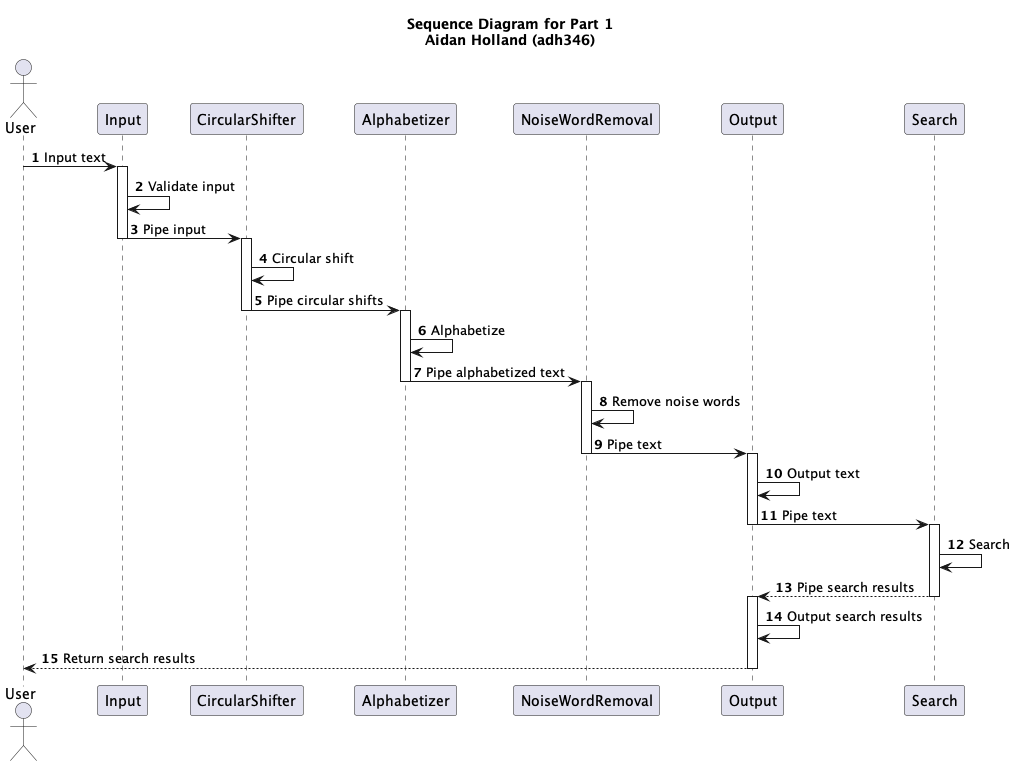 Sequence Diagram for Part 1
Aidan Holland (adh346)
User
Input
CircularShifter
Alphabetizer
NoiseWordRemoval
Output
Search
1 Input text
2 Validate input
3 Pipe input
4 Circular shift
5 Pipe circular shifts
6 Alphabetize
7 Pipe alphabetized text
8 Remove noise words
9 Pipe text
10 Output text
11 Pipe text
12 Search
13 Pipe search results
14 Output search results
15 Return search results
User
Input
CircularShifter
Alphabetizer
NoiseWordRemoval
Output
Search